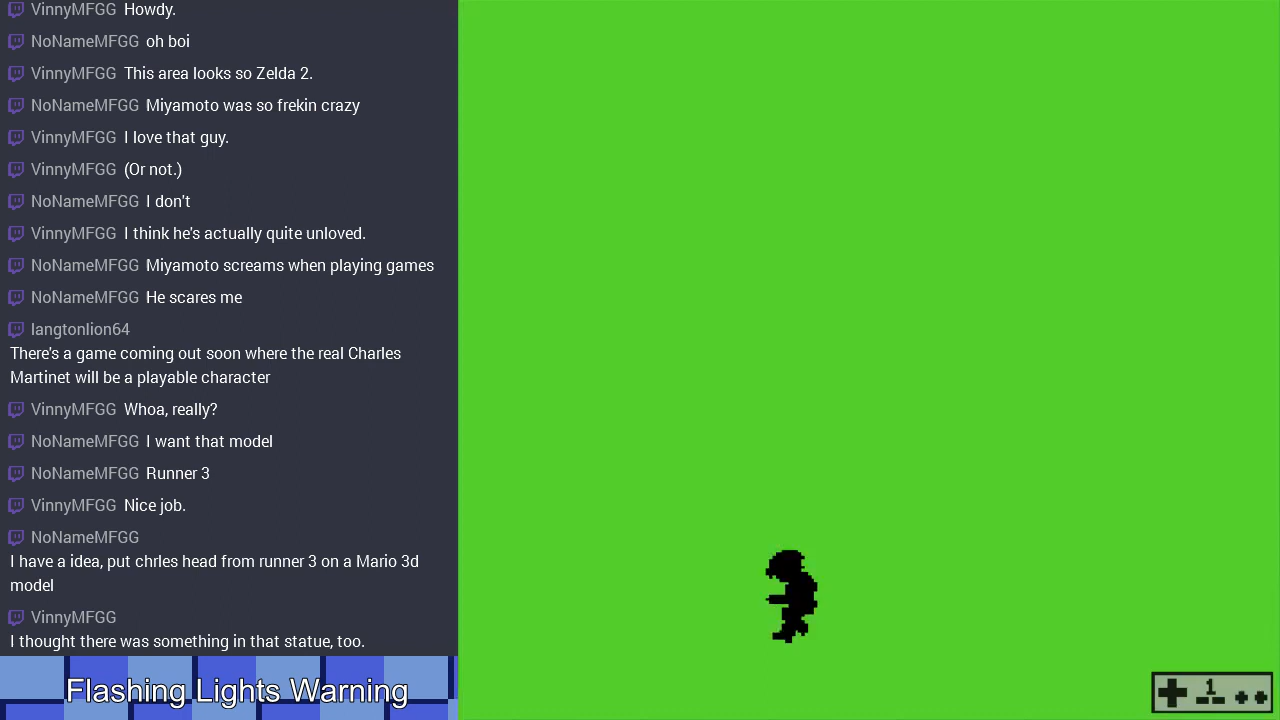 VinnyMFGG Howdy.
NoNameMFGG oh boi
VinnyMFGG This area looks so Zelda 2.
NoNameMFGG Miyamoto was so frekin crazy
VinnyMFGG I love that guy.
VinnyMFGG (Or not.)
NoNameMFGG I don't
VinnyMFGG I think he's actually quite unloved.
NoNameMFGG Miyamoto screams when playing games
NoNameMFGG He scares me
langtonlion64
There's a game coming out soon where the real Charles
Martinet will be a playable character
VinnyMFGG Whoa, really?
NoNameMFGG I want that model
NoNameMFGG Runner 3
VinnyMFGG Nice job.
NoNameMFGG
I have a idea, put chrles head from runner 3 on a Mario 3d
model
VinnyMFGG
I thought there was something in that statue, too.
Flashing Lights Warning
1